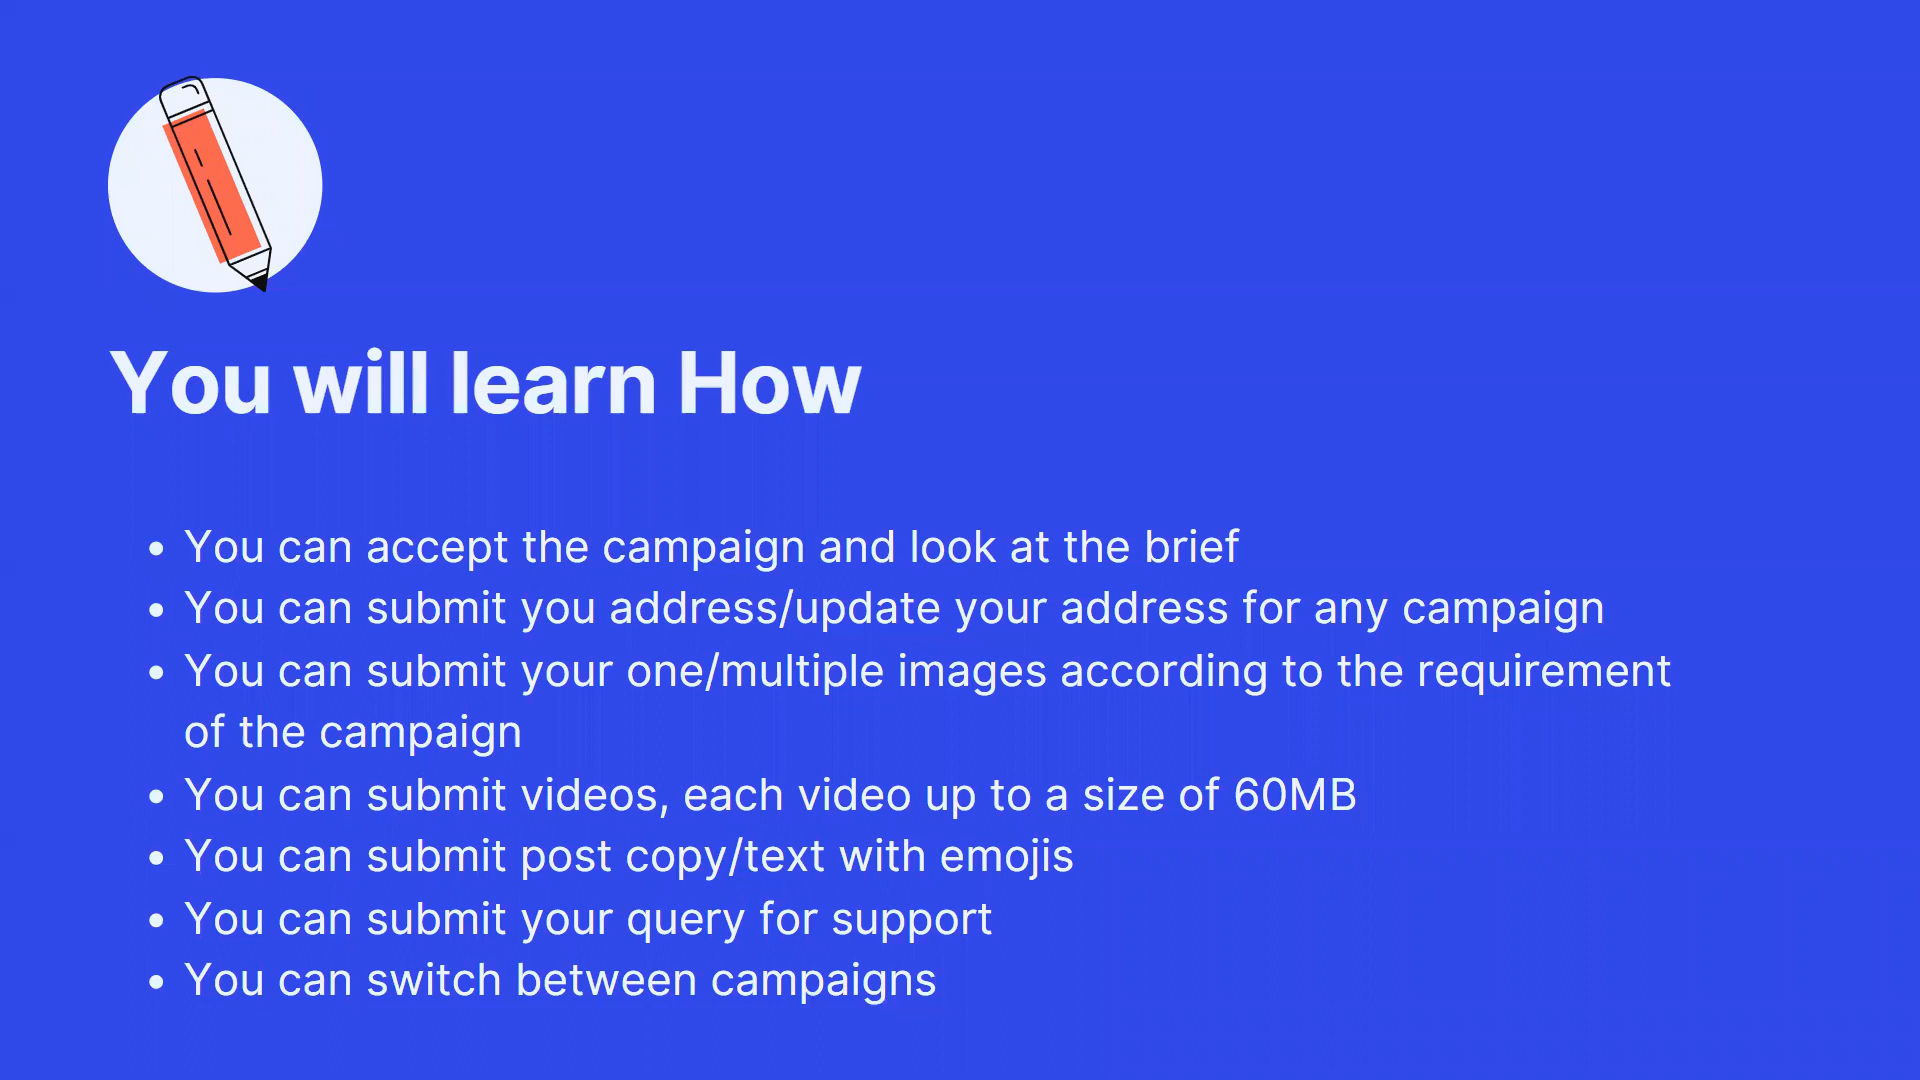 You will learn How
• You can accept the campaign and look at the brief
• You can submit you address/update your address for any campaign
• You can submit your one/multiple images according to the requirement
of the campaign
• You can submit videos, each video up to a size of 60MB
• You can submit post copy/text with emojis
• You can submit your query for support
• You can switch between campaigns